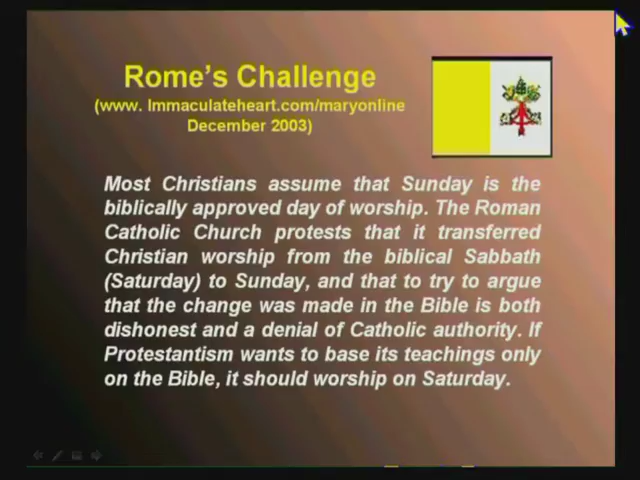 Rome's Challenge
(www. Immaculateheart.com/maryonline
December 2003)
Most Christians assume that Sunday is the
biblically approved day of worship. The Roman
Catholic Church protests that it transferred
Christian worship from the biblical Sabbath
(Saturday) to Sunday, and that to try to argue
that the change was made in the Bible is both
dishonest and a denial of Catholic authority. If
Protestantism wants to base its teachings only
on the Bible, it should worship on Saturday.